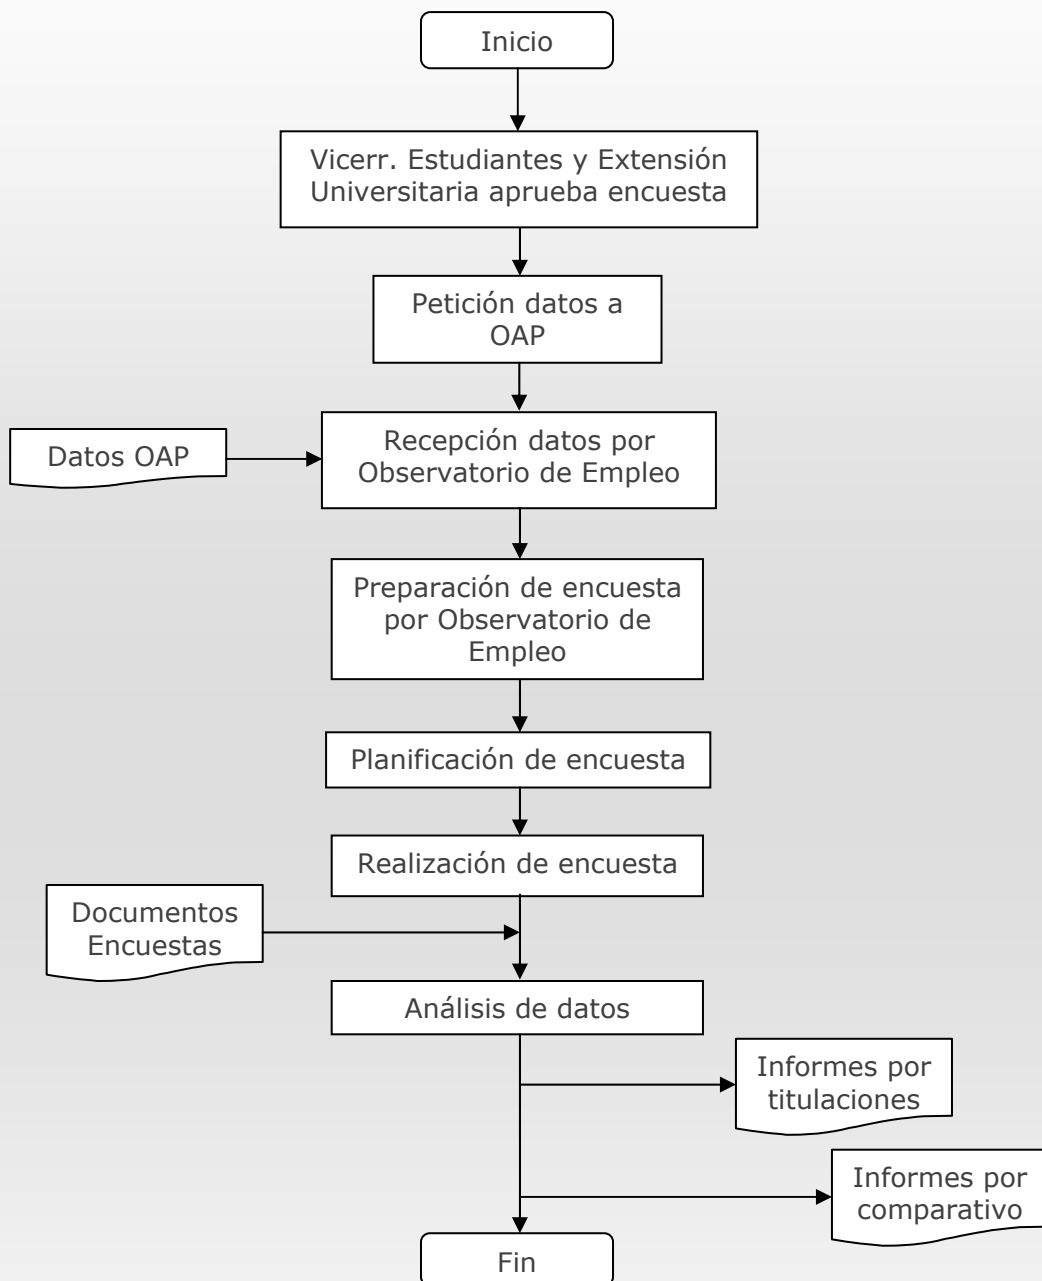 Inicio
Vicerr. Estudiantes y Extensión
Universitaria aprueba encuesta
Petición datos a
OAP
Datos OAP
Recepción datos por
Observatorio de Empleo
Preparación de encuesta
por Observatorio de
Empleo
Planificación de encuesta
Realización de encuesta
Documentos
Encuestas
Análisis de datos
Informes por
titulaciones
Informes por
comparativo
Fin